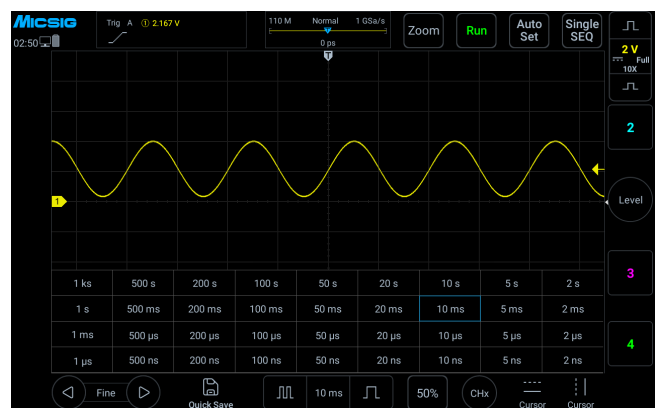 MICSIG Trig A ① 2.167 V 110 M Normal 1 GSa/s Zoom Run Auto Set Single SEQ
02:50 0 ps
T
2 V
Full
10X
2
1
Level
3
1 ks 500 s 200 s 100 s 50 s 20 s 10 s 5 s 2 s
1 s 500 ms 200 ms 100 ms 50 ms 20 ms 10 ms 5 ms 2 ms
1 ms 500 µs 200 µs 100 µs 50 µs 20 µs 10 µs 5 µs 2 µs
4
1 µs 500 ns 200 ns 100 ns 50 ns 20 ns 10 ns 5 ns 2 ns
Fine Quick Save 10 ms 50% CHx Cursor Cursor